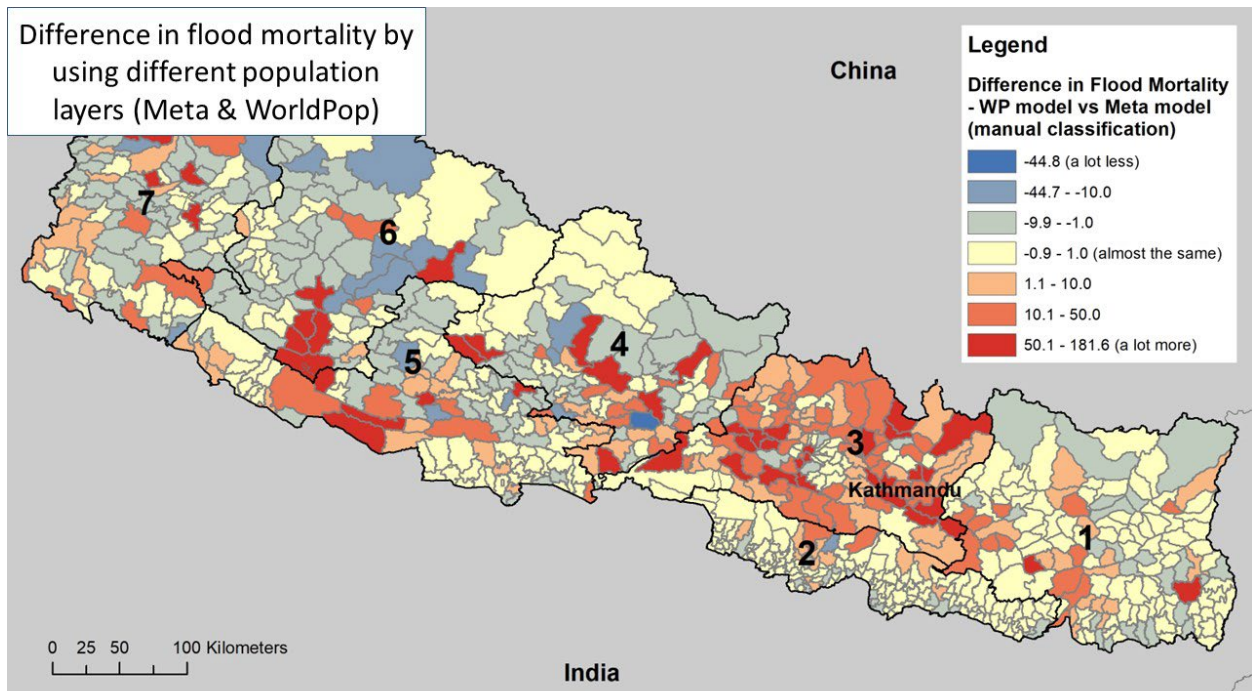 Difference in flood mortality by
using different population
layers (Meta & WorldPop)
China
Legend
Difference in Flood Mortality
- WP model vs Meta model
(manual classification)
-44.8 (a lot less)
-44.7 - -10.0
-9.9 - -1.0
-0.9 - 1.0 (almost the same)
1.1 - 10.0
10.1 - 50.0
50.1 - 181.6 (a lot more)
7
6
5
4
3
Kathmandu
2
1
0 25 50 100 Kilometers
India